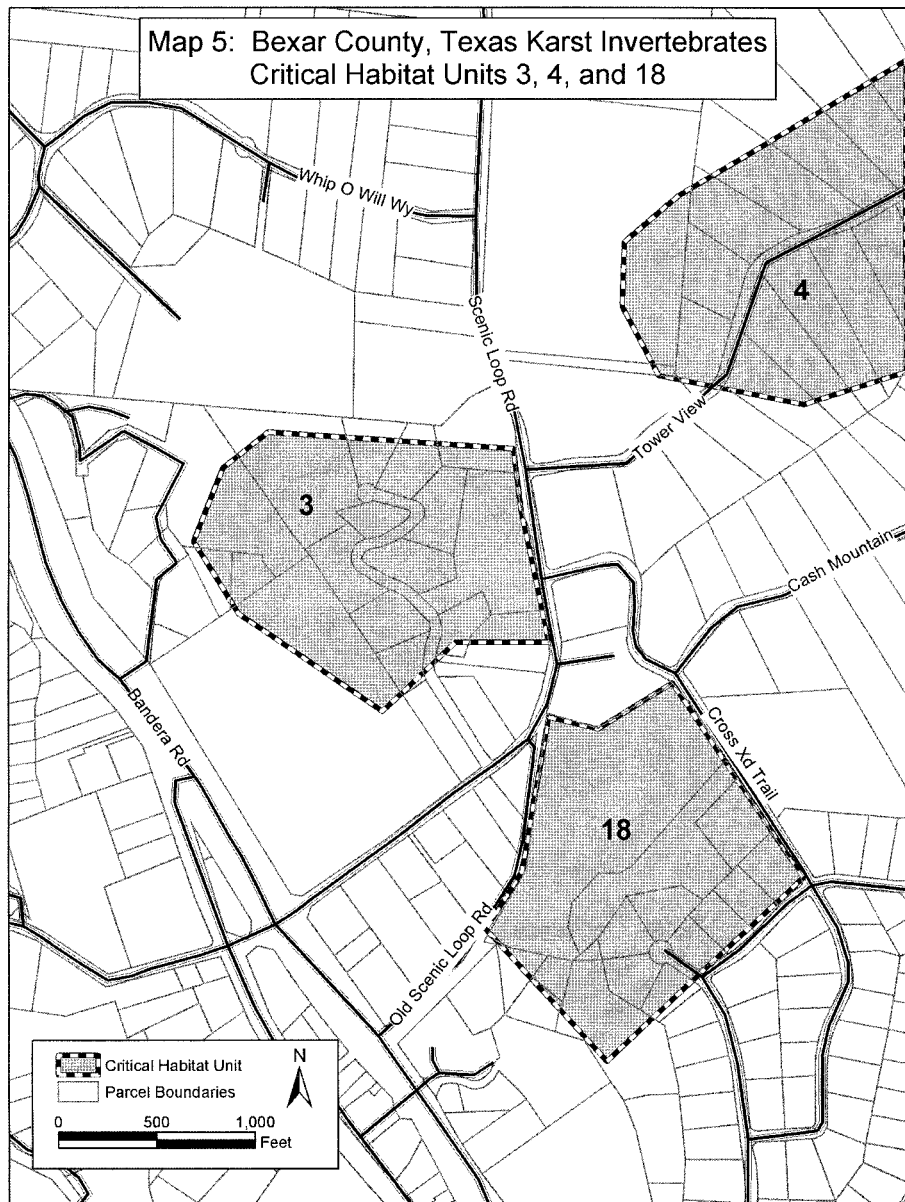 Map 5: Bexar County, Texas Karst Invertebrates
Critical Habitat Units 3, 4, and 18
Whip O Will Wy
Scenic Loop Rd
4
Tower View
3
Cash Mountain
Bandera Rd
Cross Xd Trail
18
Old Scenic Loop Rd
Critical Habitat Unit
N
Parcel Boundaries
0 500 1,000
Feet